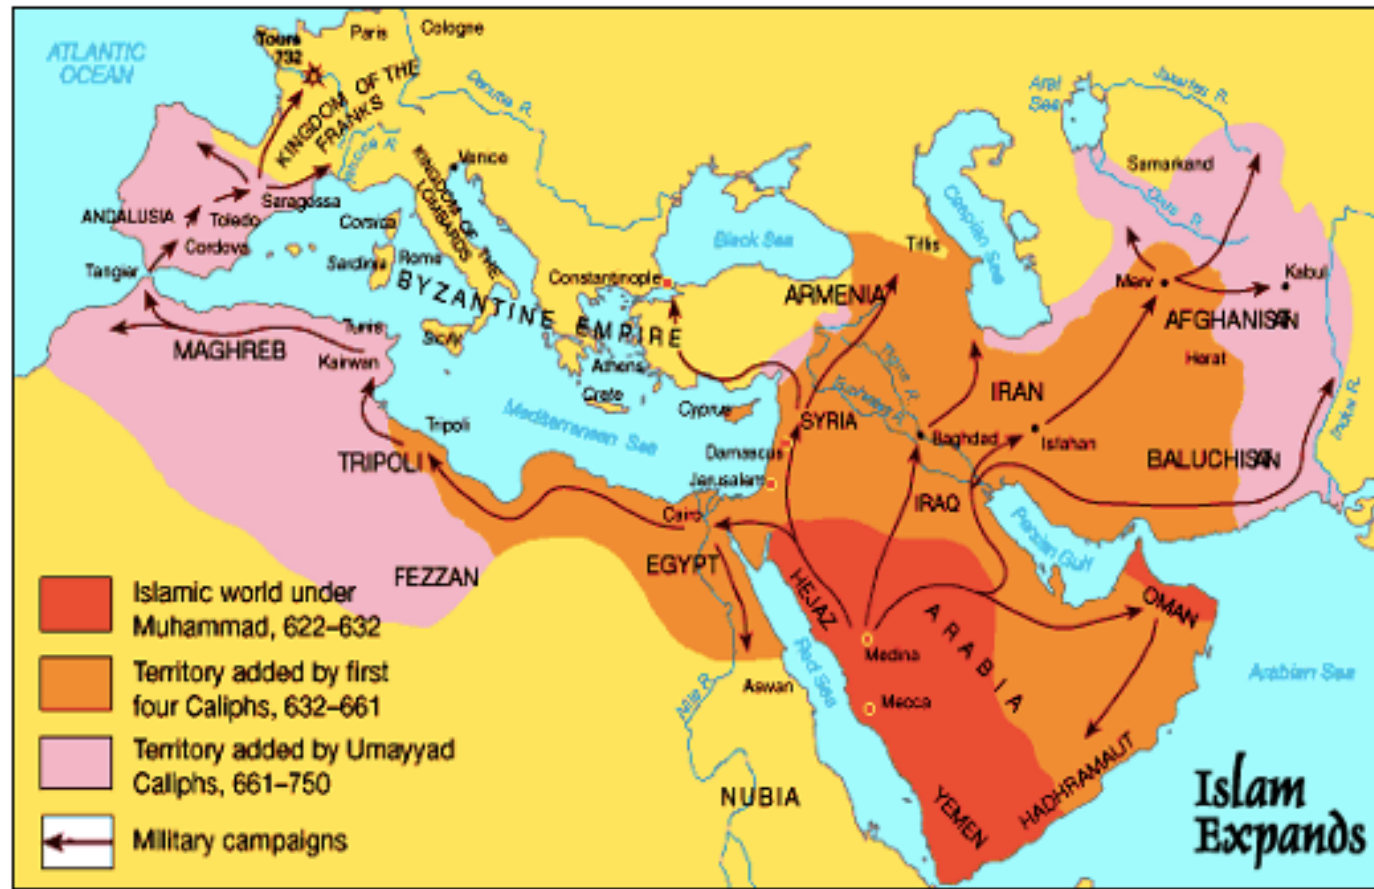 ATLANTIC
OCEAN
Tours
732
Paris
Cologne
KINGDOM OF THE
FRANKS
Danube R.
Rhone R.
KINGDOM OF THE
LOMBARDS
Venice
Aral
Sea
Jaxartes R.
Samarkand
Oxus R.
Caspian Sea
Black Sea
Tiflis
ANDALUSIA
Saragossa
Toledo
Cordova
Tangier
Corsica
Sardinia
Rome
BYZANTINE EMPIRE
Constantinople
ARMENIA
Merv
Kabul
AFGHANISTAN
Herat
MAGHREB
Tunis
Kairwan
Sicily
Athens
Crete
Cyprus
Mediterranean Sea
Tigris R.
Euphrates R.
SYRIA
IRAN
Indus R.
Tripoli
TRIPOLI
Damascus
Jerusalem
Baghdad
Istahan
BALUCHISTAN
IRAQ
Persian Gulf
Cairo
EGYPT
FEZZAN
HEJAZ
ARABIA
OMAN
Medina
Mecca
Red Sea
Arabian Sea
Nile R.
Aswan
NUBIA
YEMEN
HADHRAMAUT
Islamic world under
Muhammad, 622–632
Territory added by first
four Caliphs, 632–661
Territory added by Umayyad
Caliphs, 661–750
Military campaigns
Islam
Expands